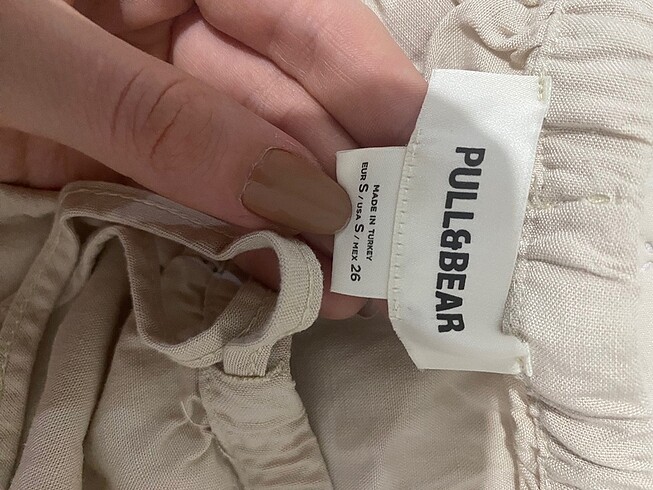 PULL&BEAR
MADE IN TURKEY
EUR S / USA S / MEX 26